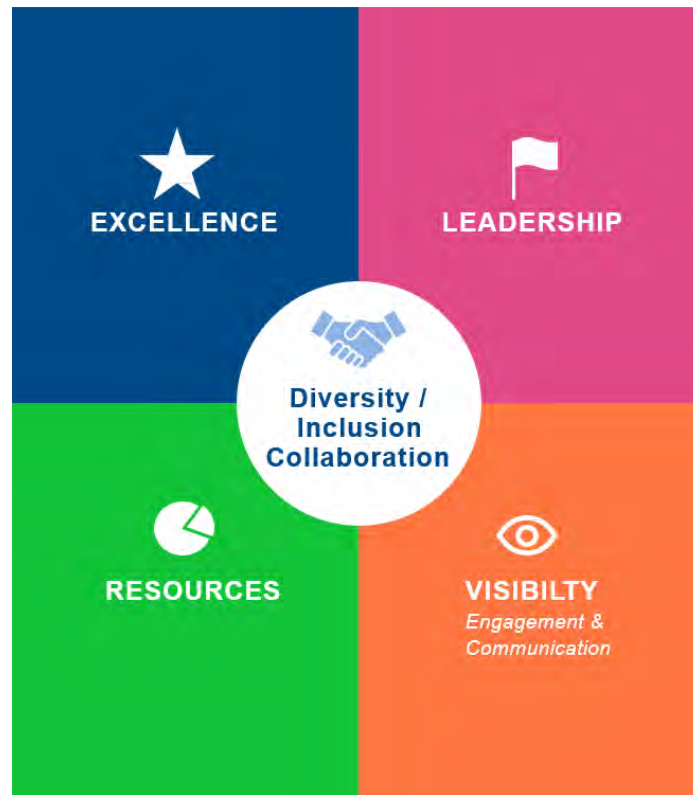 EXCELLENCE
LEADERSHIP
Diversity /
Inclusion
Collaboration
RESOURCES
VISIBILTY
Engagement &
Communication